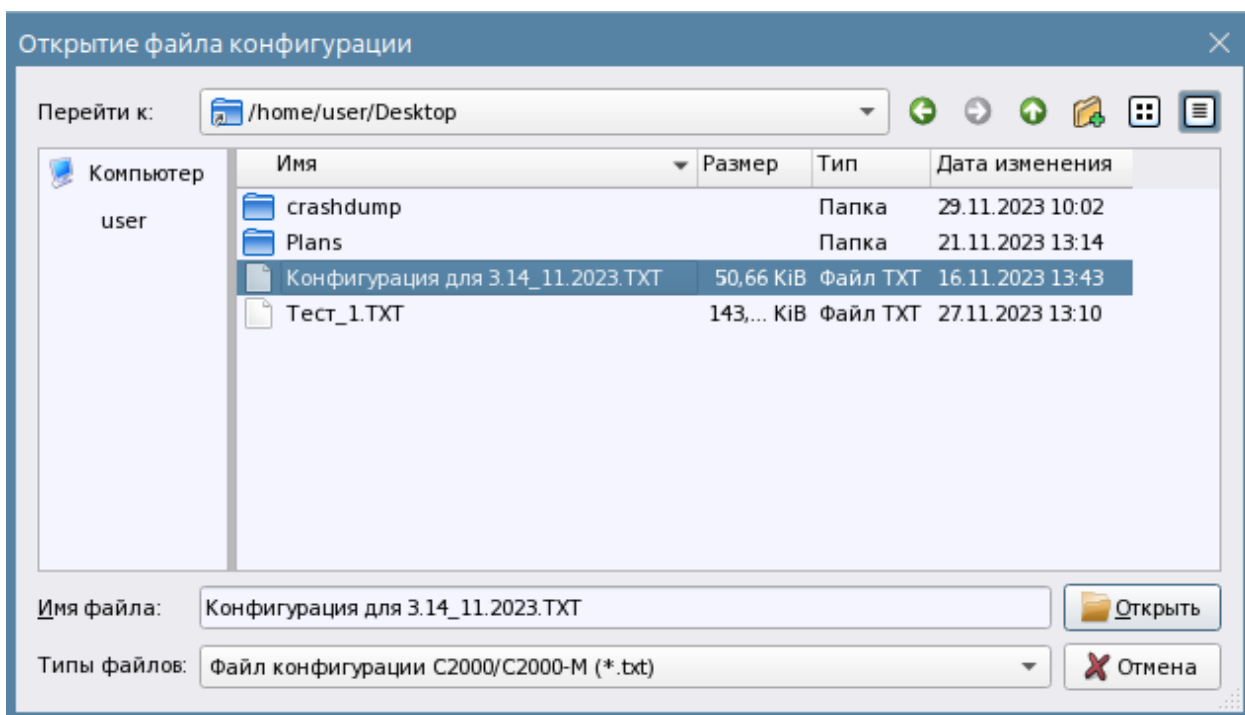 Открытие файла конфигурации
Перейти к: /home/user/Desktop
Компьютер
user
Имя Размер Тип Дата изменения
crashdump Папка 29.11.2023 10:02
Plans Папка 21.11.2023 13:14
Конфигурация для 3.14_11.2023.TXT 50,66 KiB Файл TXT 16.11.2023 13:43
Тест_1.TXT 143,... KiB Файл TXT 27.11.2023 13:10
Имя файла: Конфигурация для 3.14_11.2023.TXT Открыть
Типы файлов: Файл конфигурации С2000/С2000-М (*.txt) Отмена